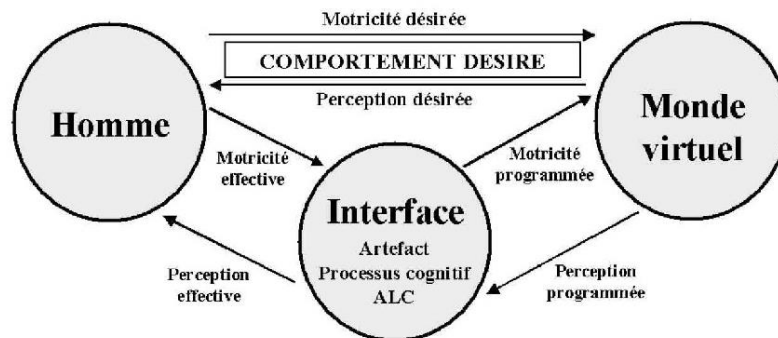 Motricité désirée
COMPORTEMENT DESIRE
Perception désirée
Homme
Monde
virtuel
Motricité
effective
Motricité
programmée
Interface
Artefact
Processus cognitif
ALC
Perception
effective
Perception
programmée